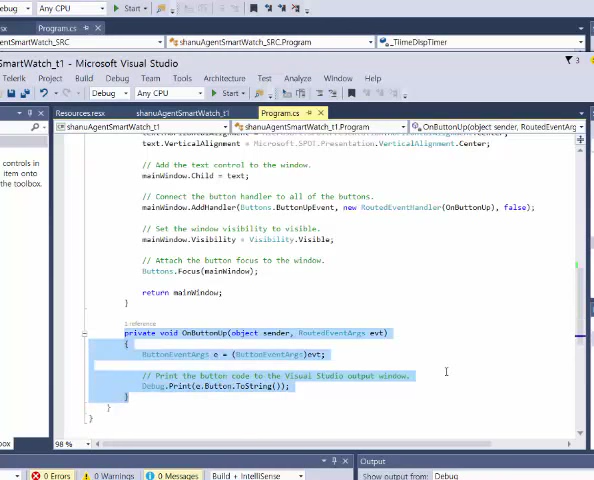 Debug Any CPU Start
Program.cs
SmartWatch_SRC shanuAgentSmartWatch_SRC.Program _TiimeDispTimer
SmartWatch_t1 - Microsoft Visual Studio 3
Telerik Project Build Debug Team Tools Architecture Test Analyze Window Help
Debug Any CPU Start
Resources.resx shanuAgentSmartWatch_t1 Program.cs
shanuAgentSmartWatch_t1 shanuAgentSmartWatch_t1.Program OnButtonUp(object sender, RoutedEventArg
text.VerticalAlignment = Microsoft.SPOT.Presentation.VerticalAlignment.Center;
controls in
item onto
the toolbox.
// Add the text control to the window.
mainWindow.Child = text;
// Connect the button handler to all of the buttons.
mainWindow.AddHandler(Buttons.ButtonUpEvent, new RoutedEventHandler(OnButtonUp), false);
// Set the window visibility to visible.
mainWindow.Visibility = Visibility.Visible;
// Attach the button focus to the window.
Buttons.Focus(mainWindow);
return mainWindow;
}
1 reference
private void OnButtonUp(object sender, RoutedEventArgs evt)
{
ButtonEventArgs e = (ButtonEventArgs)evt;
// Print the button code to the Visual Studio output window.
Debug.Print(e.Button.ToString());
}
}
}
98 %
box
Output
0 Errors 0 Warnings 0 Messages Build + IntelliSense Show output from: Debug